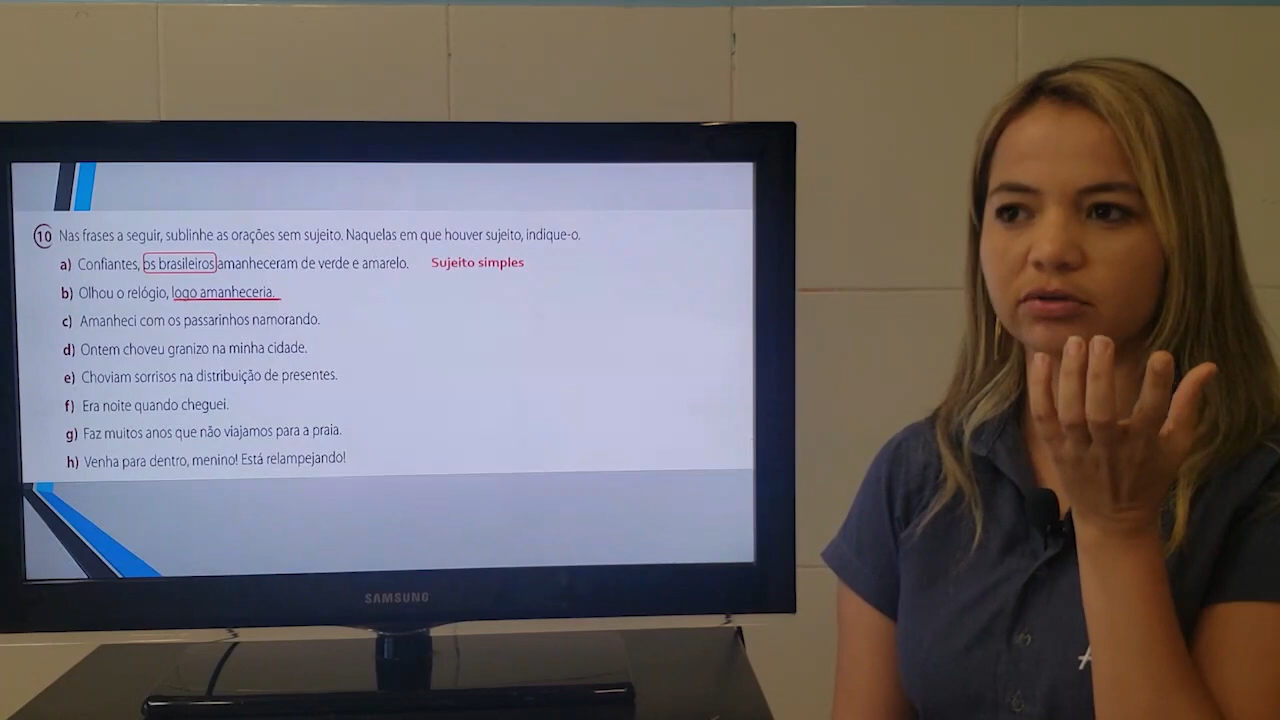 10 Nas frases a seguir, sublinhe as orações sem sujeito. Naquelas em que houver sujeito, indique-o.
a) Confiantes, os brasileiros amanheceram de verde e amarelo. Sujeito simples
b) Olhou o relógio, logo amanheceria.
c) Amanheci com os passarinhos namorando.
d) Ontem choveu granizo na minha cidade.
e) Choviam sorrisos na distribuição de presentes.
f) Era noite quando cheguei.
g) Faz muitos anos que não viajamos para a praia.
h) Venha para dentro, menino! Está relampejando!
SAMSUNG